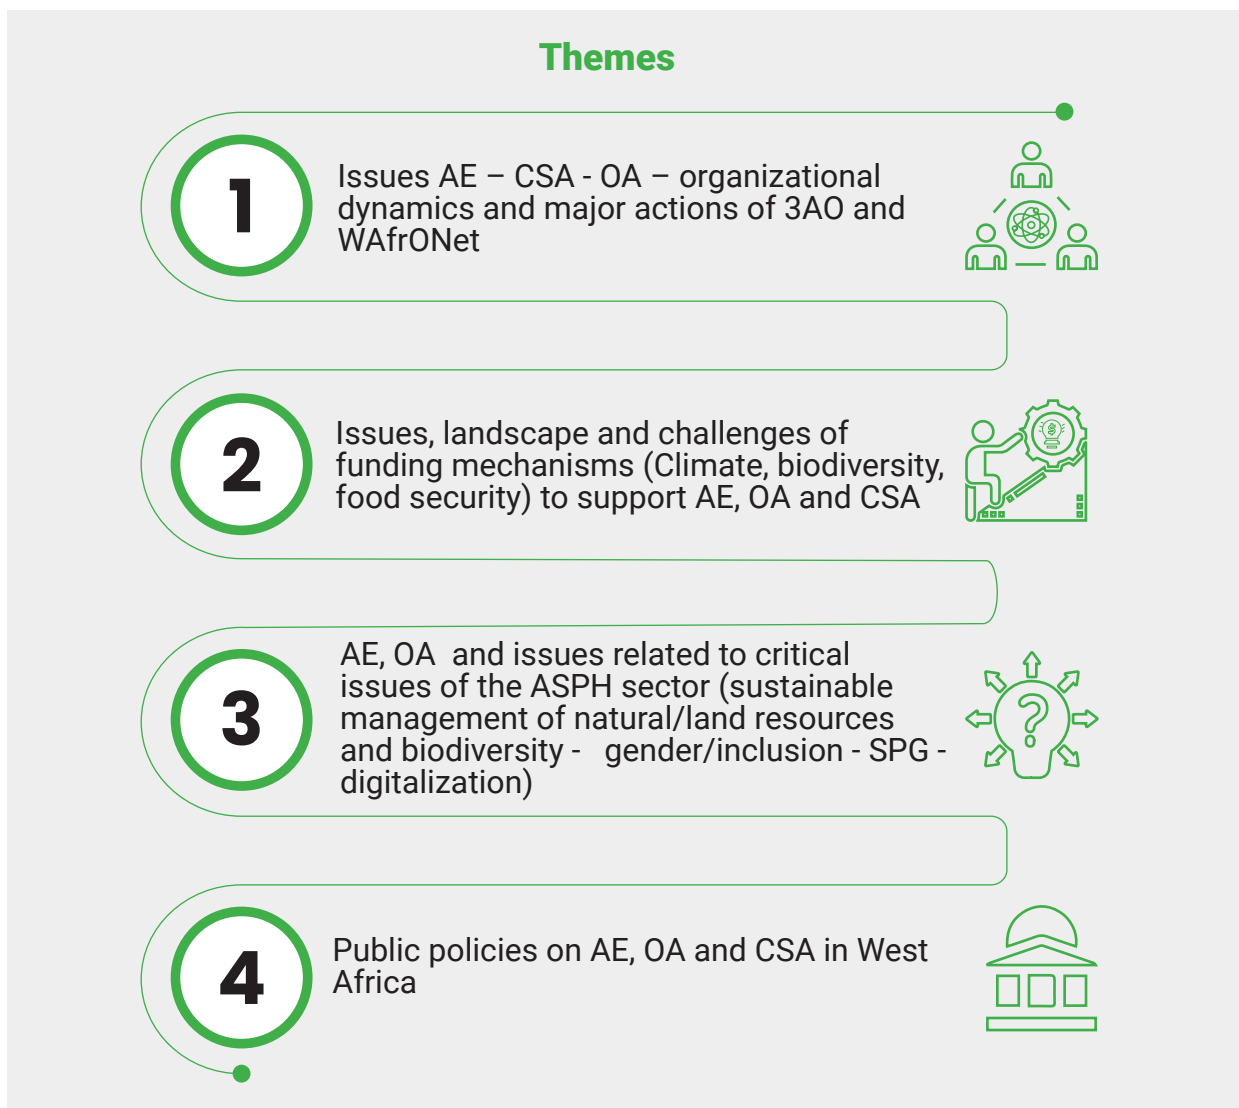 Themes
1
Issues AE – CSA - OA – organizational
dynamics and major actions of 3AO and
WAfrONet
2
Issues, landscape and challenges of
funding mechanisms (Climate, biodiversity,
food security) to support AE, OA and CSA
3
AE, OA  and issues related to critical
issues of the ASPH sector (sustainable
management of natural/land resources
and biodiversity -   gender/inclusion - SPG -
digitalization)
4
Public policies on AE, OA and CSA in West
Africa